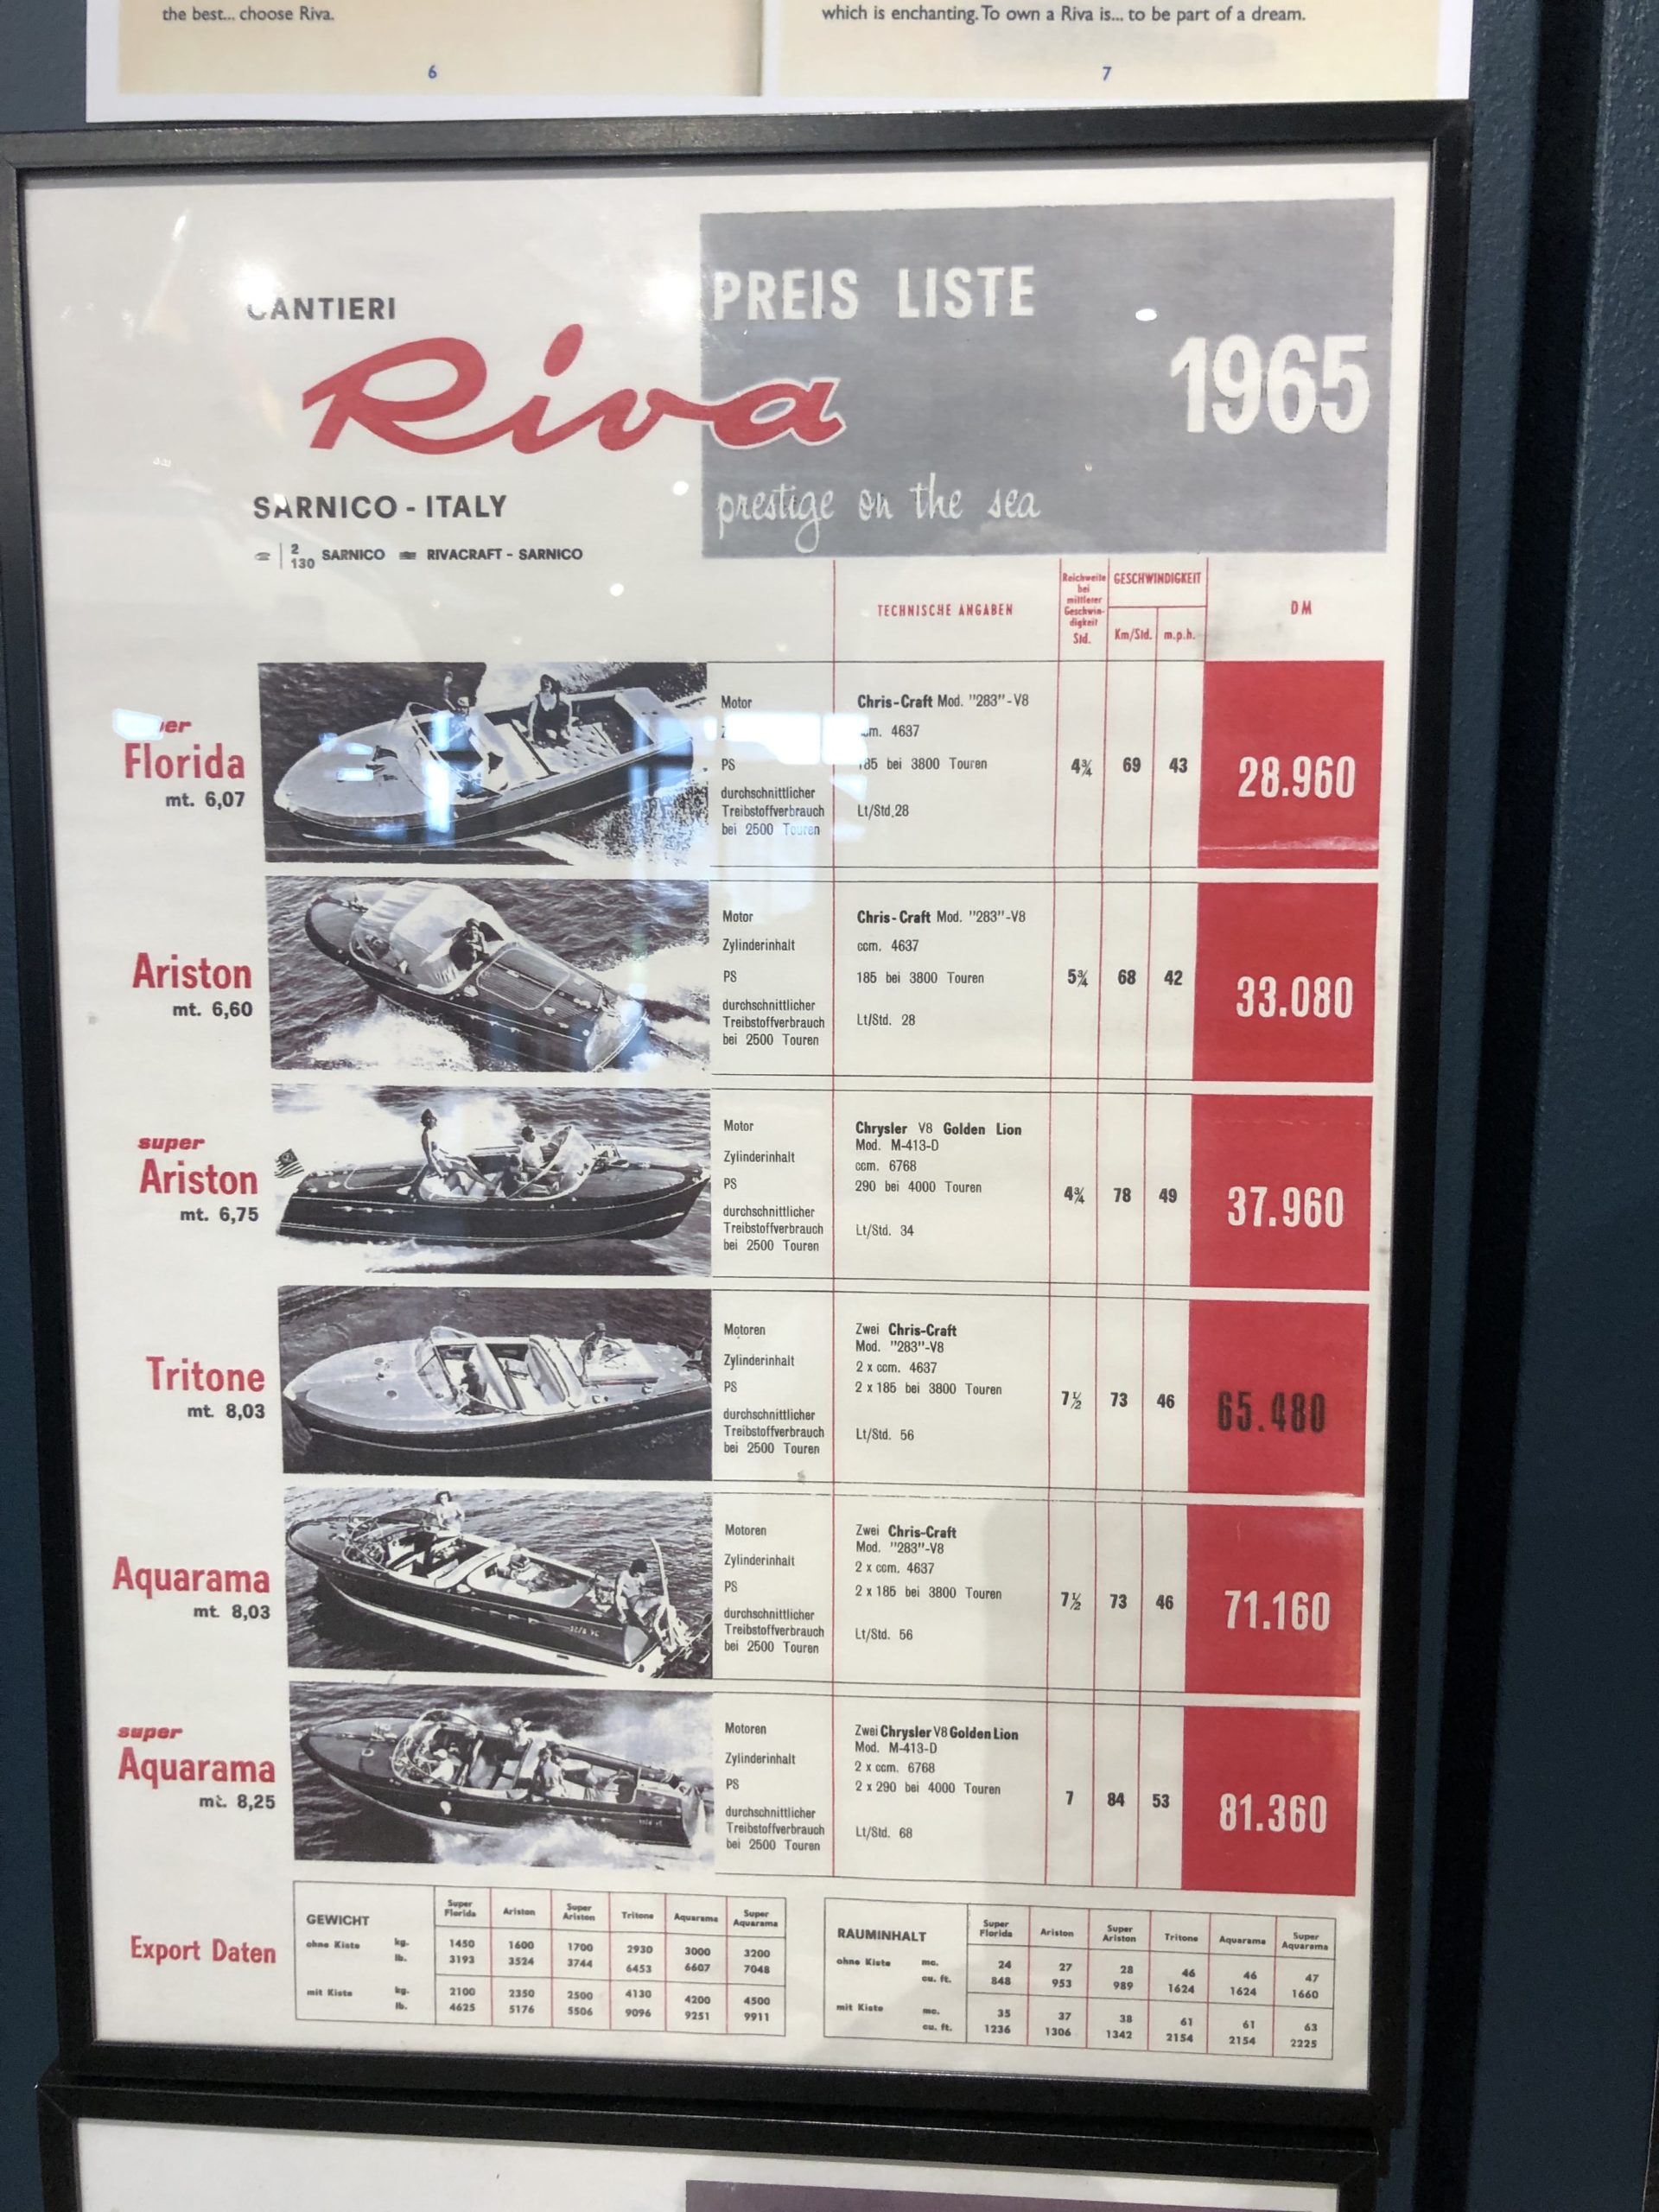 the best... choose Riva.
6
which is enchanting. To own a Riva is... to be part of a dream.
7
CANTIERI
Riva
SARNICO - ITALY
2
130 SARNICO RIVACRAFT - SARNICO
PREIS LISTE
1965
prestige on the sea
TECHNISCHE ANGABEN
Reichweite
bei
mittlerer
Geschwin-
digkeit
Std.
GESCHWINDIGKEIT
Km/Std. m.p.h.
DM
Florida
mt. 6,07
Motor Chris-Craft Mod. "283"-V8
4637
PS 185 bei 3800 Touren
durchschnittlicher
Treibstoffverbrauch Lt/Std. 28
bei 2500 Touren
4¾ 69 43 28.960
Ariston
mt. 6,60
Motor Chris-Craft Mod. "283"-V8
Zylinderinhalt ccm. 4637
PS 185 bei 3800 Touren
durchschnittlicher
Treibstoffverbrauch Lt/Std. 28
bei 2500 Touren
5¾ 68 42 33.080
super
Ariston
mt. 6,75
Motor Chrysler V8 Golden Lion
Mod. M-413-D
Zylinderinhalt ccm. 6768
PS 290 bei 4000 Touren
durchschnittlicher
Treibstoffverbrauch Lt/Std. 34
bei 2500 Touren
4¾ 78 49 37.960
Tritone
mt. 8,03
Motoren Zwei Chris-Craft
Mod. "283"-V8
Zylinderinhalt 2 x ccm. 4637
PS 2 x 185 bei 3800 Touren
durchschnittlicher
Treibstoffverbrauch Lt/Std. 56
bei 2500 Touren
7½ 73 46 65.480
Aquarama
mt. 8,03
Motoren Zwei Chris-Craft
Mod. "283"-V8
Zylinderinhalt 2 x ccm. 4637
PS 2 x 185 bei 3800 Touren
durchschnittlicher
Treibstoffverbrauch Lt/Std. 56
bei 2500 Touren
7½ 73 46 71.160
super
Aquarama
mt. 8,25
Motoren Zwei Chrysler V8 Golden Lion
Mod. M-413-D
Zylinderinhalt 2 x ccm. 6768
PS 2 x 290 bei 4000 Touren
durchschnittlicher
Treibstoffverbrauch Lt/Std. 68
bei 2500 Touren
7 84 53 81.360
Export Daten
GEWICHT Super Florida Ariston Super Ariston Tritone Aquarama Super Aquarama
ohne Kiste kg. 1450 1600 1700 2930 3000 3200
lb. 3193 3524 3744 6453 6607 7048
mit Kiste kg. 2100 2350 2500 4130 4200 4500
lb. 4625 5176 5506 9096 9251 9911
RAUMINHALT Super Florida Ariston Super Ariston Tritone Aquarama Super Aquarama
ohne Kiste mc. 24 27 28 46 46 47
cu. ft. 848 953 989 1624 1624 1660
mit Kiste mc. 35 37 38 61 61 63
cu. ft. 1236 1306 1342 2154 2154 2225